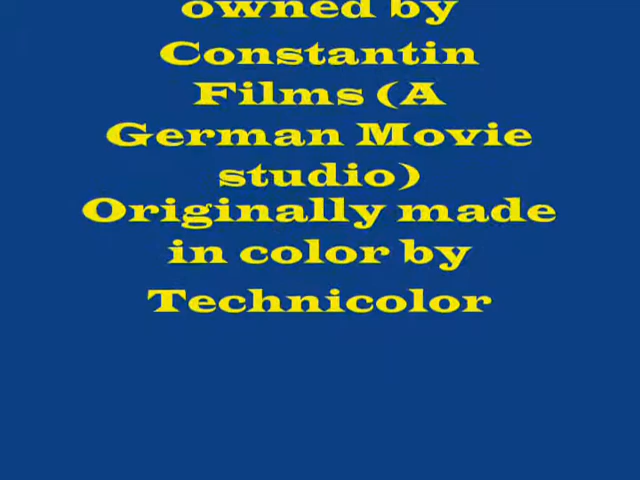 owned by
Constantin
Films (A
German Movie
studio)
Originally made
in color by
Technicolor